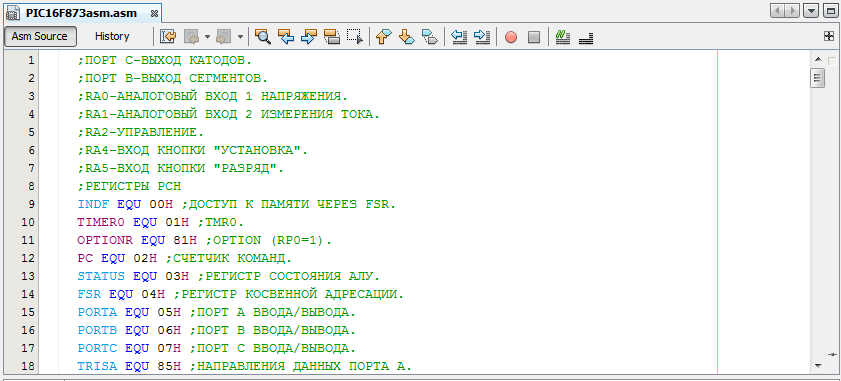 PIC16F873asm.asm
Asm Source History
1 ;ПОРТ С-ВЫХОД КАТОДОВ.
2 ;ПОРТ В-ВЫХОД СЕГМЕНТОВ.
3 ;RA0-АНАЛОГОВЫЙ ВХОД 1 НАПРЯЖЕНИЯ.
4 ;RA1-АНАЛОГОВЫЙ ВХОД 2 ИЗМЕРЕНИЯ ТОКА.
5 ;RA2-УПРАВЛЕНИЕ.
6 ;RA4-ВХОД КНОПКИ "УСТАНОВКА".
7 ;RA5-ВХОД КНОПКИ "РАЗРЯД".
8 ;РЕГИСТРЫ РСН
9 INDF EQU 00H ;ДОСТУП К ПАМЯТИ ЧЕРЕЗ FSR.
10 TIMER0 EQU 01H ;TMR0.
11 OPTIONR EQU 81H ;OPTION (RP0=1).
12 PC EQU 02H ;СЧЕТЧИК КОМАНД.
13 STATUS EQU 03H ;РЕГИСТР СОСТОЯНИЯ АЛУ.
14 FSR EQU 04H ;РЕГИСТР КОСВЕННОЙ АДРЕСАЦИИ.
15 PORTA EQU 05H ;ПОРТ А ВВОДА/ВЫВОДА.
16 PORTB EQU 06H ;ПОРТ В ВВОДА/ВЫВОДА.
17 PORTC EQU 07H ;ПОРТ С ВВОДА/ВЫВОДА.
18 TRISA EQU 85H ;НАПРАВЛЕНИЯ ДАННЫХ ПОРТА А.